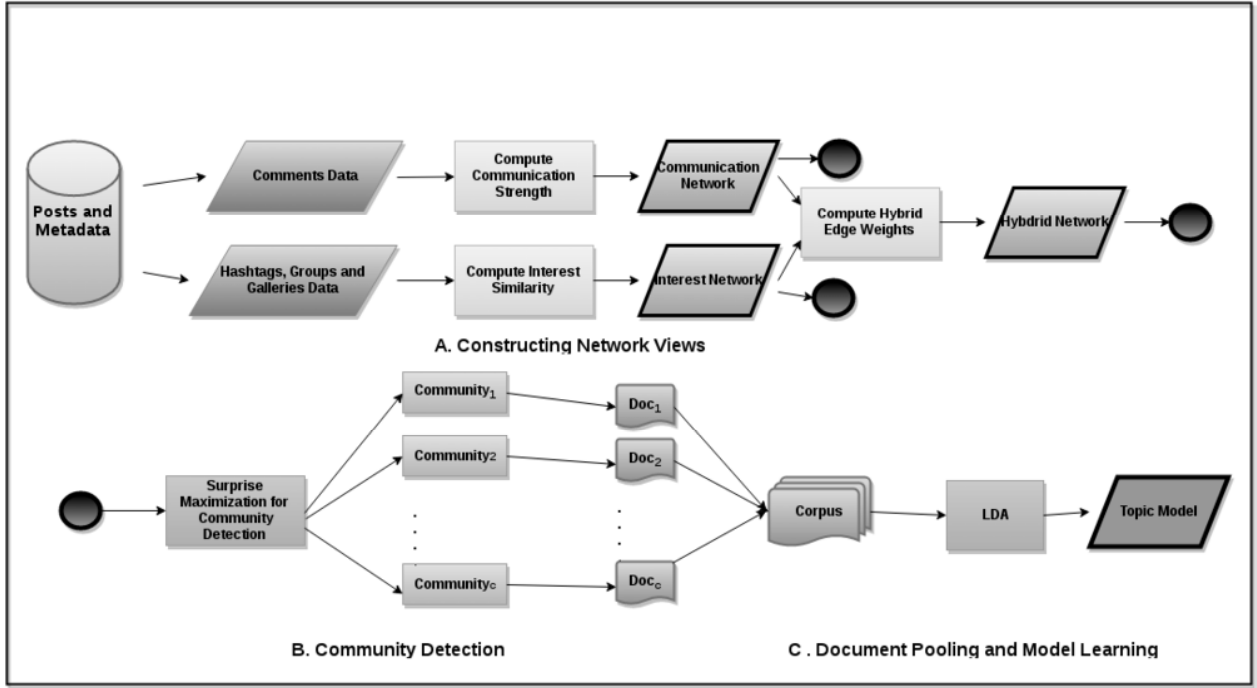 Posts and
Metadata
Comments Data
Compute
Communication
Strength
Communication
Network
Hashtags, Groups and
Galleries Data
Compute Interest
Similarity
Interest Network
Compute Hybrid
Edge Weights
Hybdrid Network
A. Constructing Network Views
Surprise
Maximization for
Community
Detection
Community1
Community2
Communityc
Doc1
Doc2
Docc
Corpus
LDA
Topic Model
B. Community Detection
C . Document Pooling and Model Learning